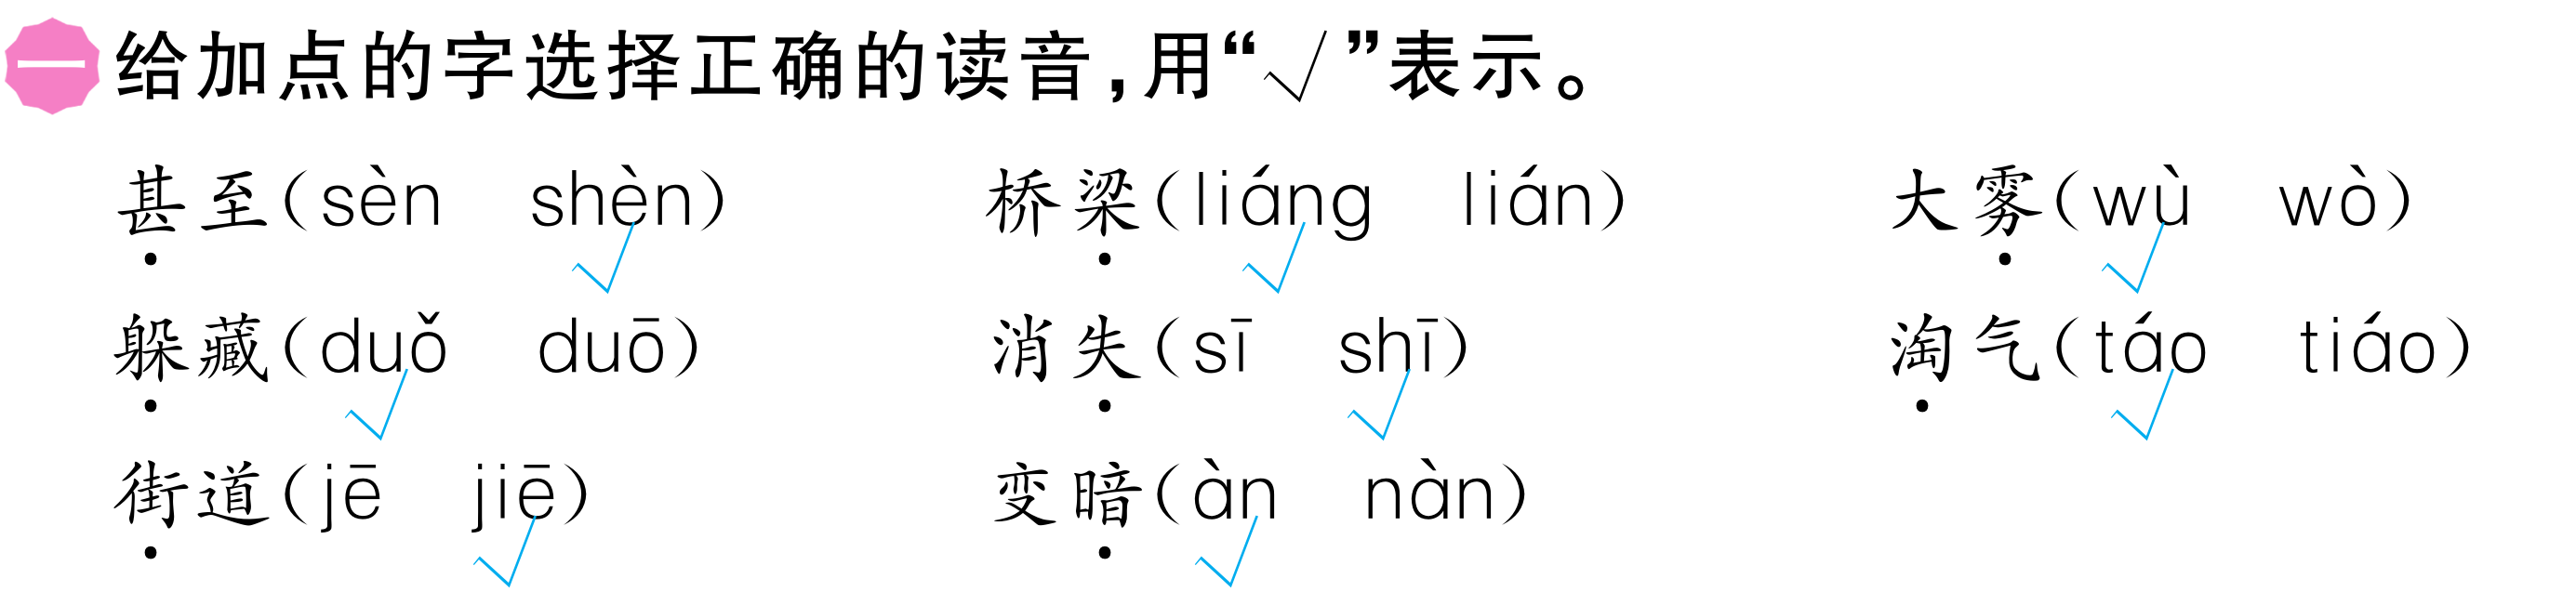 一 给加点的字选择正确的读音,用“√”表示。
甚至(sèn shèn√) 桥梁(liáng√ lián) 大雾(wù√ wò)
躲藏(duǒ√ duō) 消失(sī shī√) 淘气(táo√ tiáo)
街道(jē jiē√) 变暗(àn√ nàn)